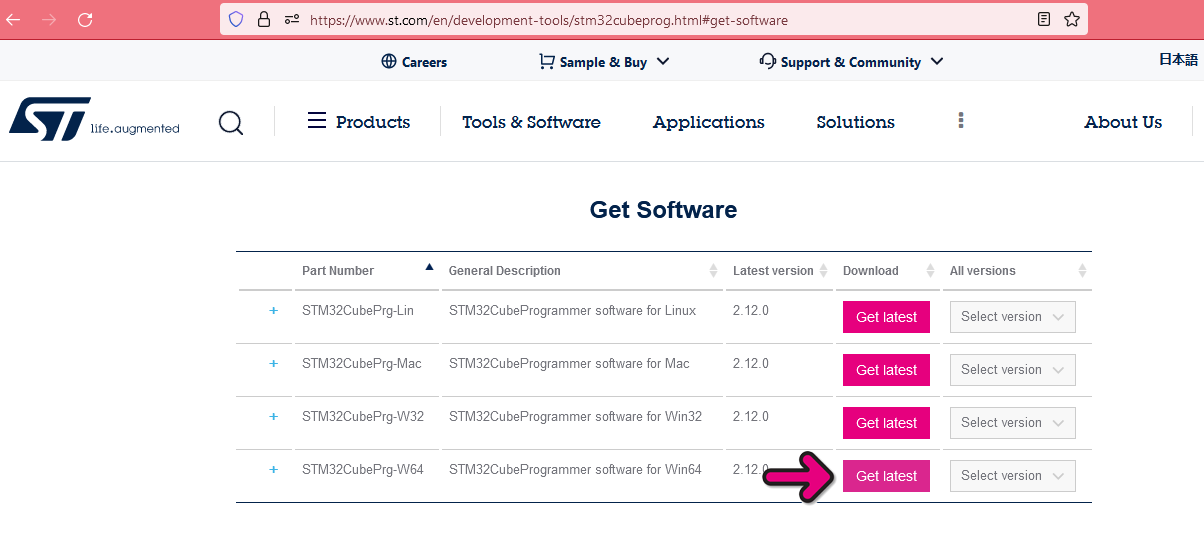 https://www.st.com/en/development-tools/stm32cubeprog.html#get-software
Careers Sample & Buy Support & Community 日本語
ST life.augmented Products Tools & Software Applications Solutions About Us
Get Software
Part Number General Description Latest version Download All versions
+ STM32CubePrg-Lin STM32CubeProgrammer software for Linux 2.12.0 Get latest Select version
+ STM32CubePrg-Mac STM32CubeProgrammer software for Mac 2.12.0 Get latest Select version
+ STM32CubePrg-W32 STM32CubeProgrammer software for Win32 2.12.0 Get latest Select version
+ STM32CubePrg-W64 STM32CubeProgrammer software for Win64 2.12.0 Get latest Select version